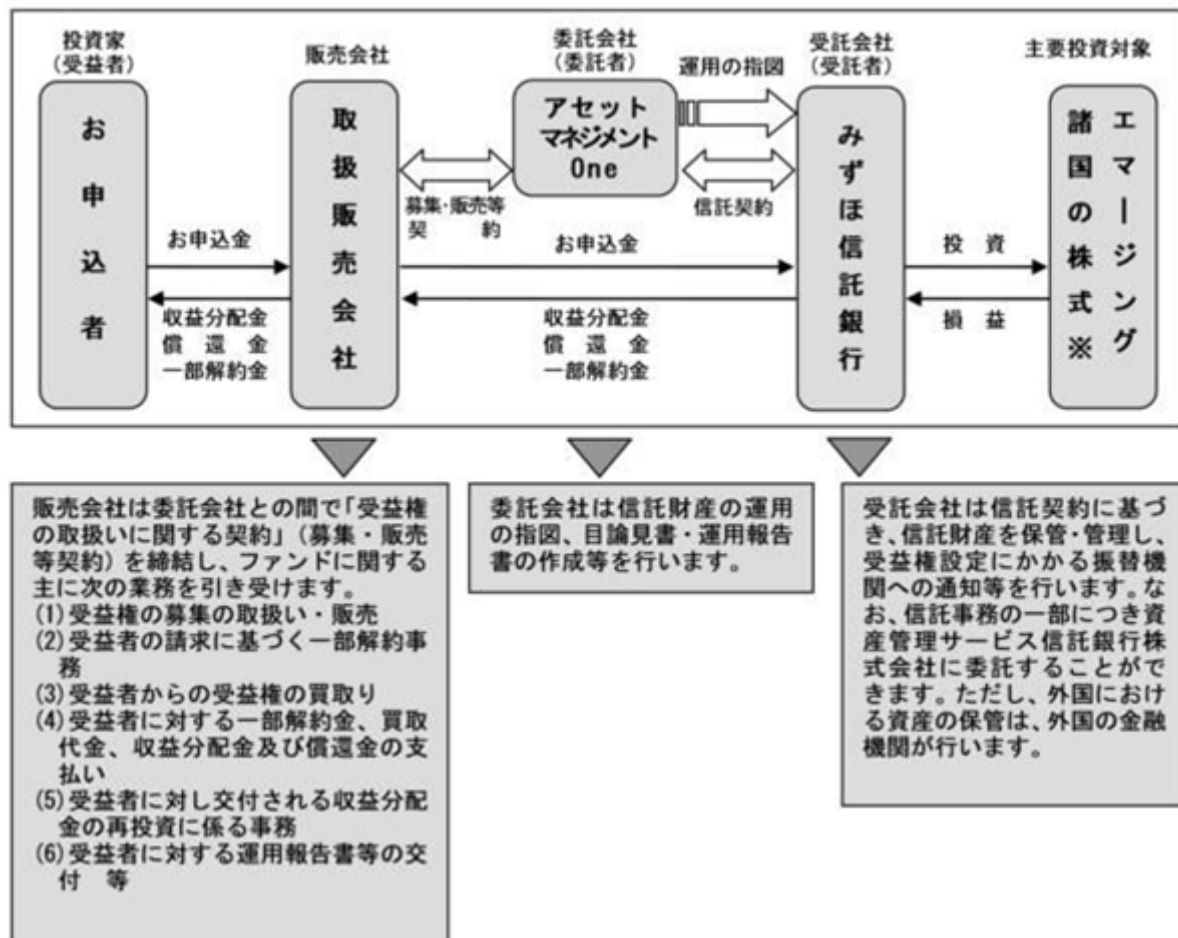 投資家
(受益者)
お申込者
販売会社
取扱販売会社
委託会社
(委託者)
アセット
マネジメント
One
運用の指図
受託会社
(受託者)
みずほ信託銀行
主要投資対象
エマージング
諸国の株式※
募集・販売等
契約
信託契約
お申込金
収益分配金
償還金
一部解約金
お申込金
収益分配金
償還金
一部解約金
投資
損益
販売会社は委託会社との間で「受益権
の取扱いに関する契約」(募集・販売
等契約)を締結し、ファンドに関する
主に次の業務を引き受けます。
(1)受益権の募集の取扱い・販売
(2)受益者の請求に基づく一部解約事
務
(3)受益者からの受益権の買取り
(4)受益者に対する一部解約金、買取
代金、収益分配金及び償還金の支
払い
(5)受益者に対し交付される収益分配
金の再投資に係る事務
(6)受益者に対する運用報告書等の交
付 等
委託会社は信託財産の運用
の指図、目論見書・運用報告
書の作成等を行います。
受託会社は信託契約に基づ
き、信託財産を保管・管理し、
受益権設定にかかる振替機
関への通知等を行います。な
お、信託事務の一部につき資
産管理サービス信託銀行株
式会社に委託することがで
きます。ただし、外国におけ
る資産の保管は、外国の金融
機関が行います。